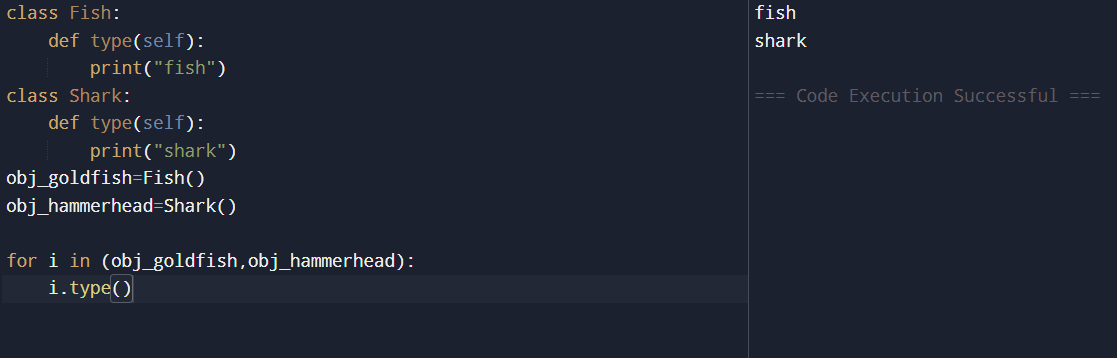 class Fish:
    def type(self):
        print("fish")
class Shark:
    def type(self):
        print("shark")
obj_goldfish=Fish()
obj_hammerhead=Shark()

for i in (obj_goldfish,obj_hammerhead):
    i.type()
fish
shark

=== Code Execution Successful ===